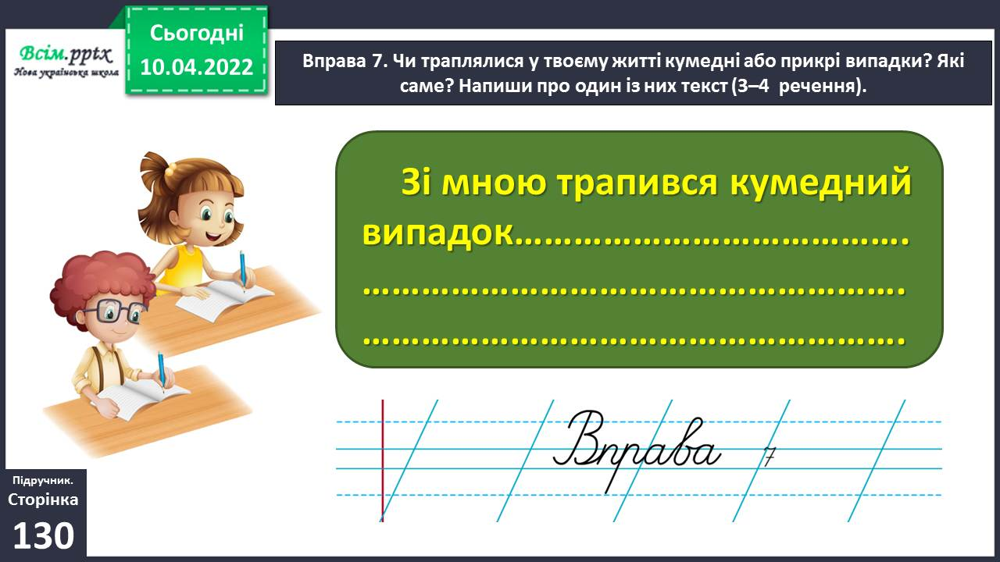 Сьогодні
10.04.2022
Всім.pptx
Нова українська школа
Вправа 7. Чи траплялися у твоєму житті кумедні або прикрі випадки? Які
саме? Напиши про один із них текст (3–4 речення).
Зі мною трапився кумедний
випадок………………………………….
……………………………………………….
……………………………………………….
Вправа 7
Підручник.
Сторінка
130